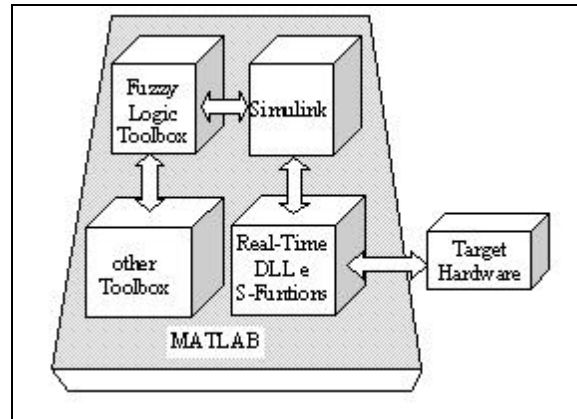 Fuzzy
Logic
Toolbox
Simulink
other
Toolbox
Real-Time
DLL e
S-Funtions
Target
Hardware
MATLAB